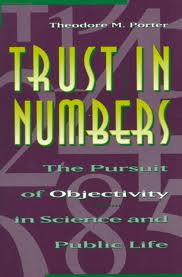 Theodore M. Porter
TRUST IN
NUMBERS
The Pursuit
of Objectivity
in Science and
Public Life